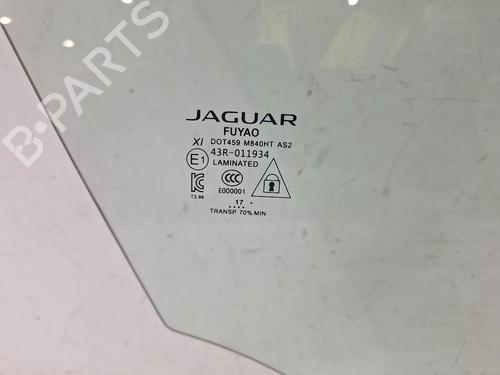 B-PARTS
JAGUAR
FUYAO
XI DOT459 M840HT AS2
E1 43R-011934
LAMINATED
KC CCC
T3.96 E000001
17
TRANSP. 70% MIN